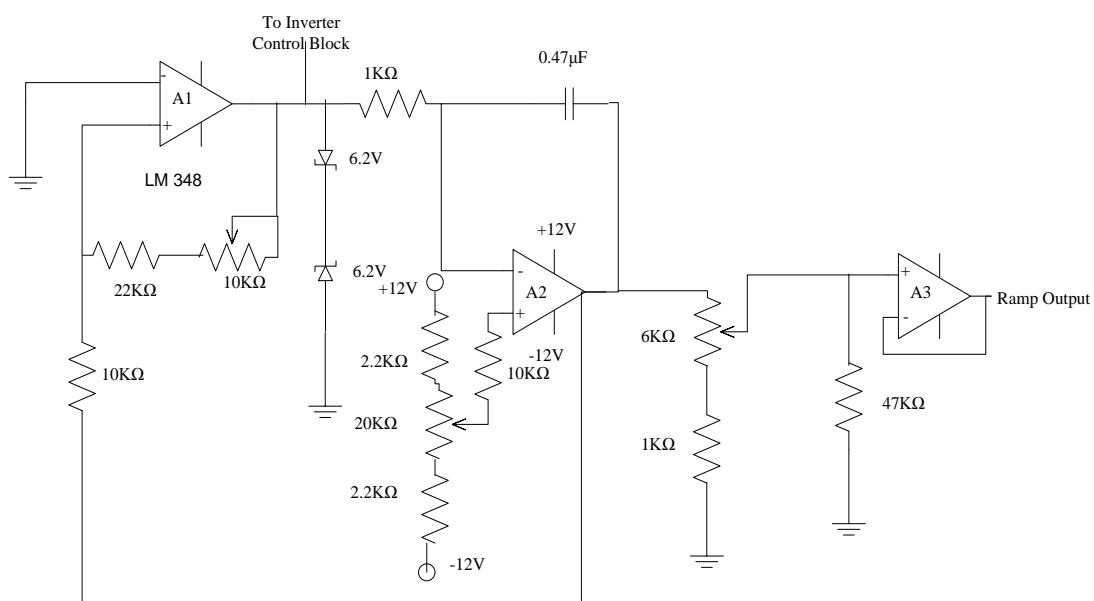 To Inverter
Control Block
0.47μF
1KΩ
-
A1
+
6.2V
LM 348
+12V
6.2V
+12V
-
A2
+
22KΩ
10KΩ
+
A3
-
Ramp Output
6KΩ
-12V
2.2KΩ
10KΩ
10KΩ
47KΩ
20KΩ
1KΩ
2.2KΩ
-12V